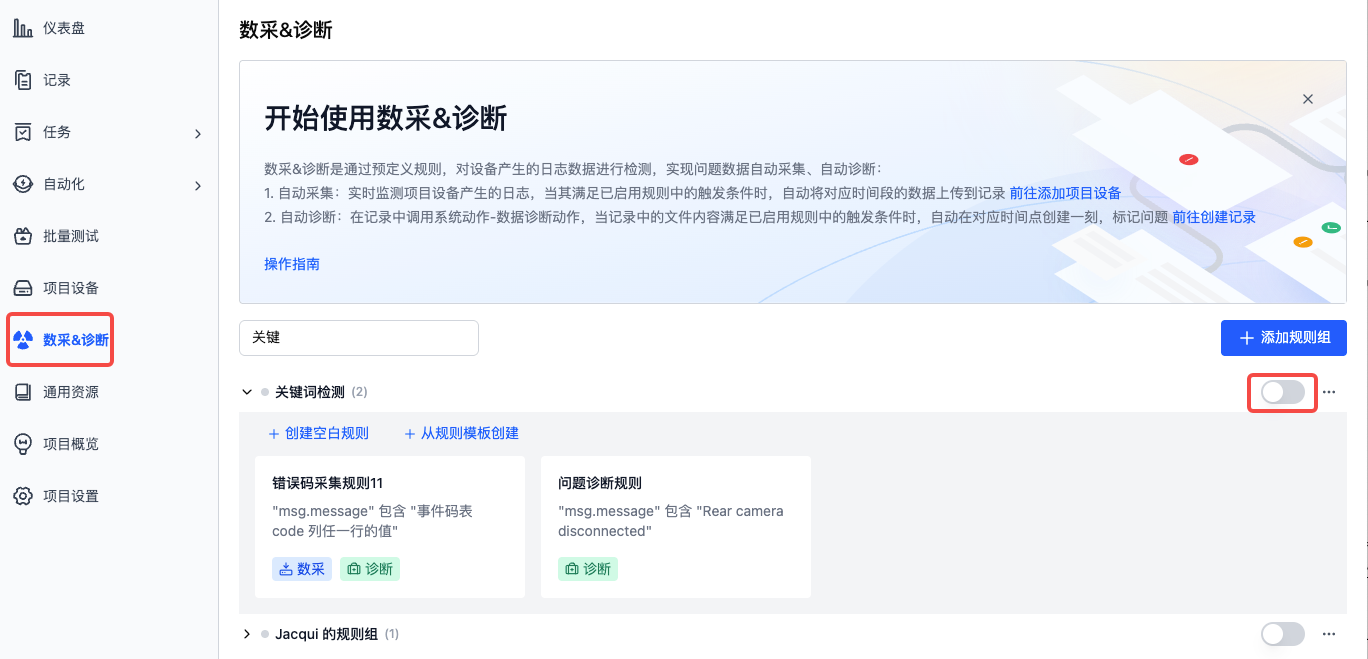 仪表盘
记录
任务
自动化
批量测试
项目设备
数采&诊断
通用资源
项目概览
项目设置
数采&诊断
开始使用数采&诊断
数采&诊断是通过预定义规则，对设备产生的日志数据进行检测，实现问题数据自动采集、自动诊断：
1. 自动采集：实时监测项目设备产生的日志，当其满足已启用规则中的触发条件时，自动将对应时间段的数据上传到记录 前往添加项目设备
2. 自动诊断：在记录中调用系统动作-数据诊断动作，当记录中的文件内容满足已启用规则中的触发条件时，自动在对应时间点创建一刻，标记问题 前往创建记录
操作指南
关键
添加规则组
关键词检测 (2)
创建空白规则 从规则模板创建
错误码采集规则11
"msg.message" 包含 "事件码表
code 列任一行的值"
数采 诊断
问题诊断规则
"msg.message" 包含 "Rear camera
disconnected"
诊断
Jacqui 的规则组 (1)